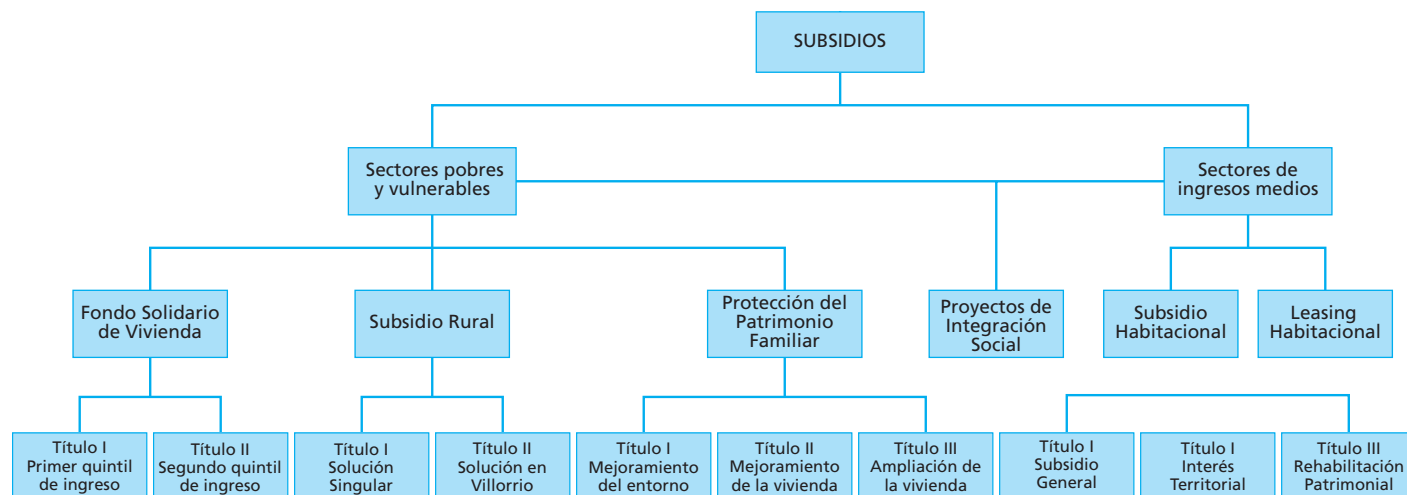 SUBSIDIOS
Sectores pobres
y vulnerables
Sectores de
ingresos medios
Fondo Solidario
de Vivienda
Subsidio Rural
Protección del
Patrimonio
Familiar
Proyectos de
Integración
Social
Subsidio
Habitacional
Leasing
Habitacional
Título I
Primer quintil
de ingreso
Título II
Segundo quintil
de ingreso
Título I
Solución
Singular
Título II
Solución en
Villorrio
Título I
Mejoramiento
del entorno
Título II
Mejoramiento
de la vivienda
Título III
Ampliación de
la vivienda
Título I
Subsidio
General
Título I
Interés
Territorial
Título III
Rehabilitación
Patrimonial